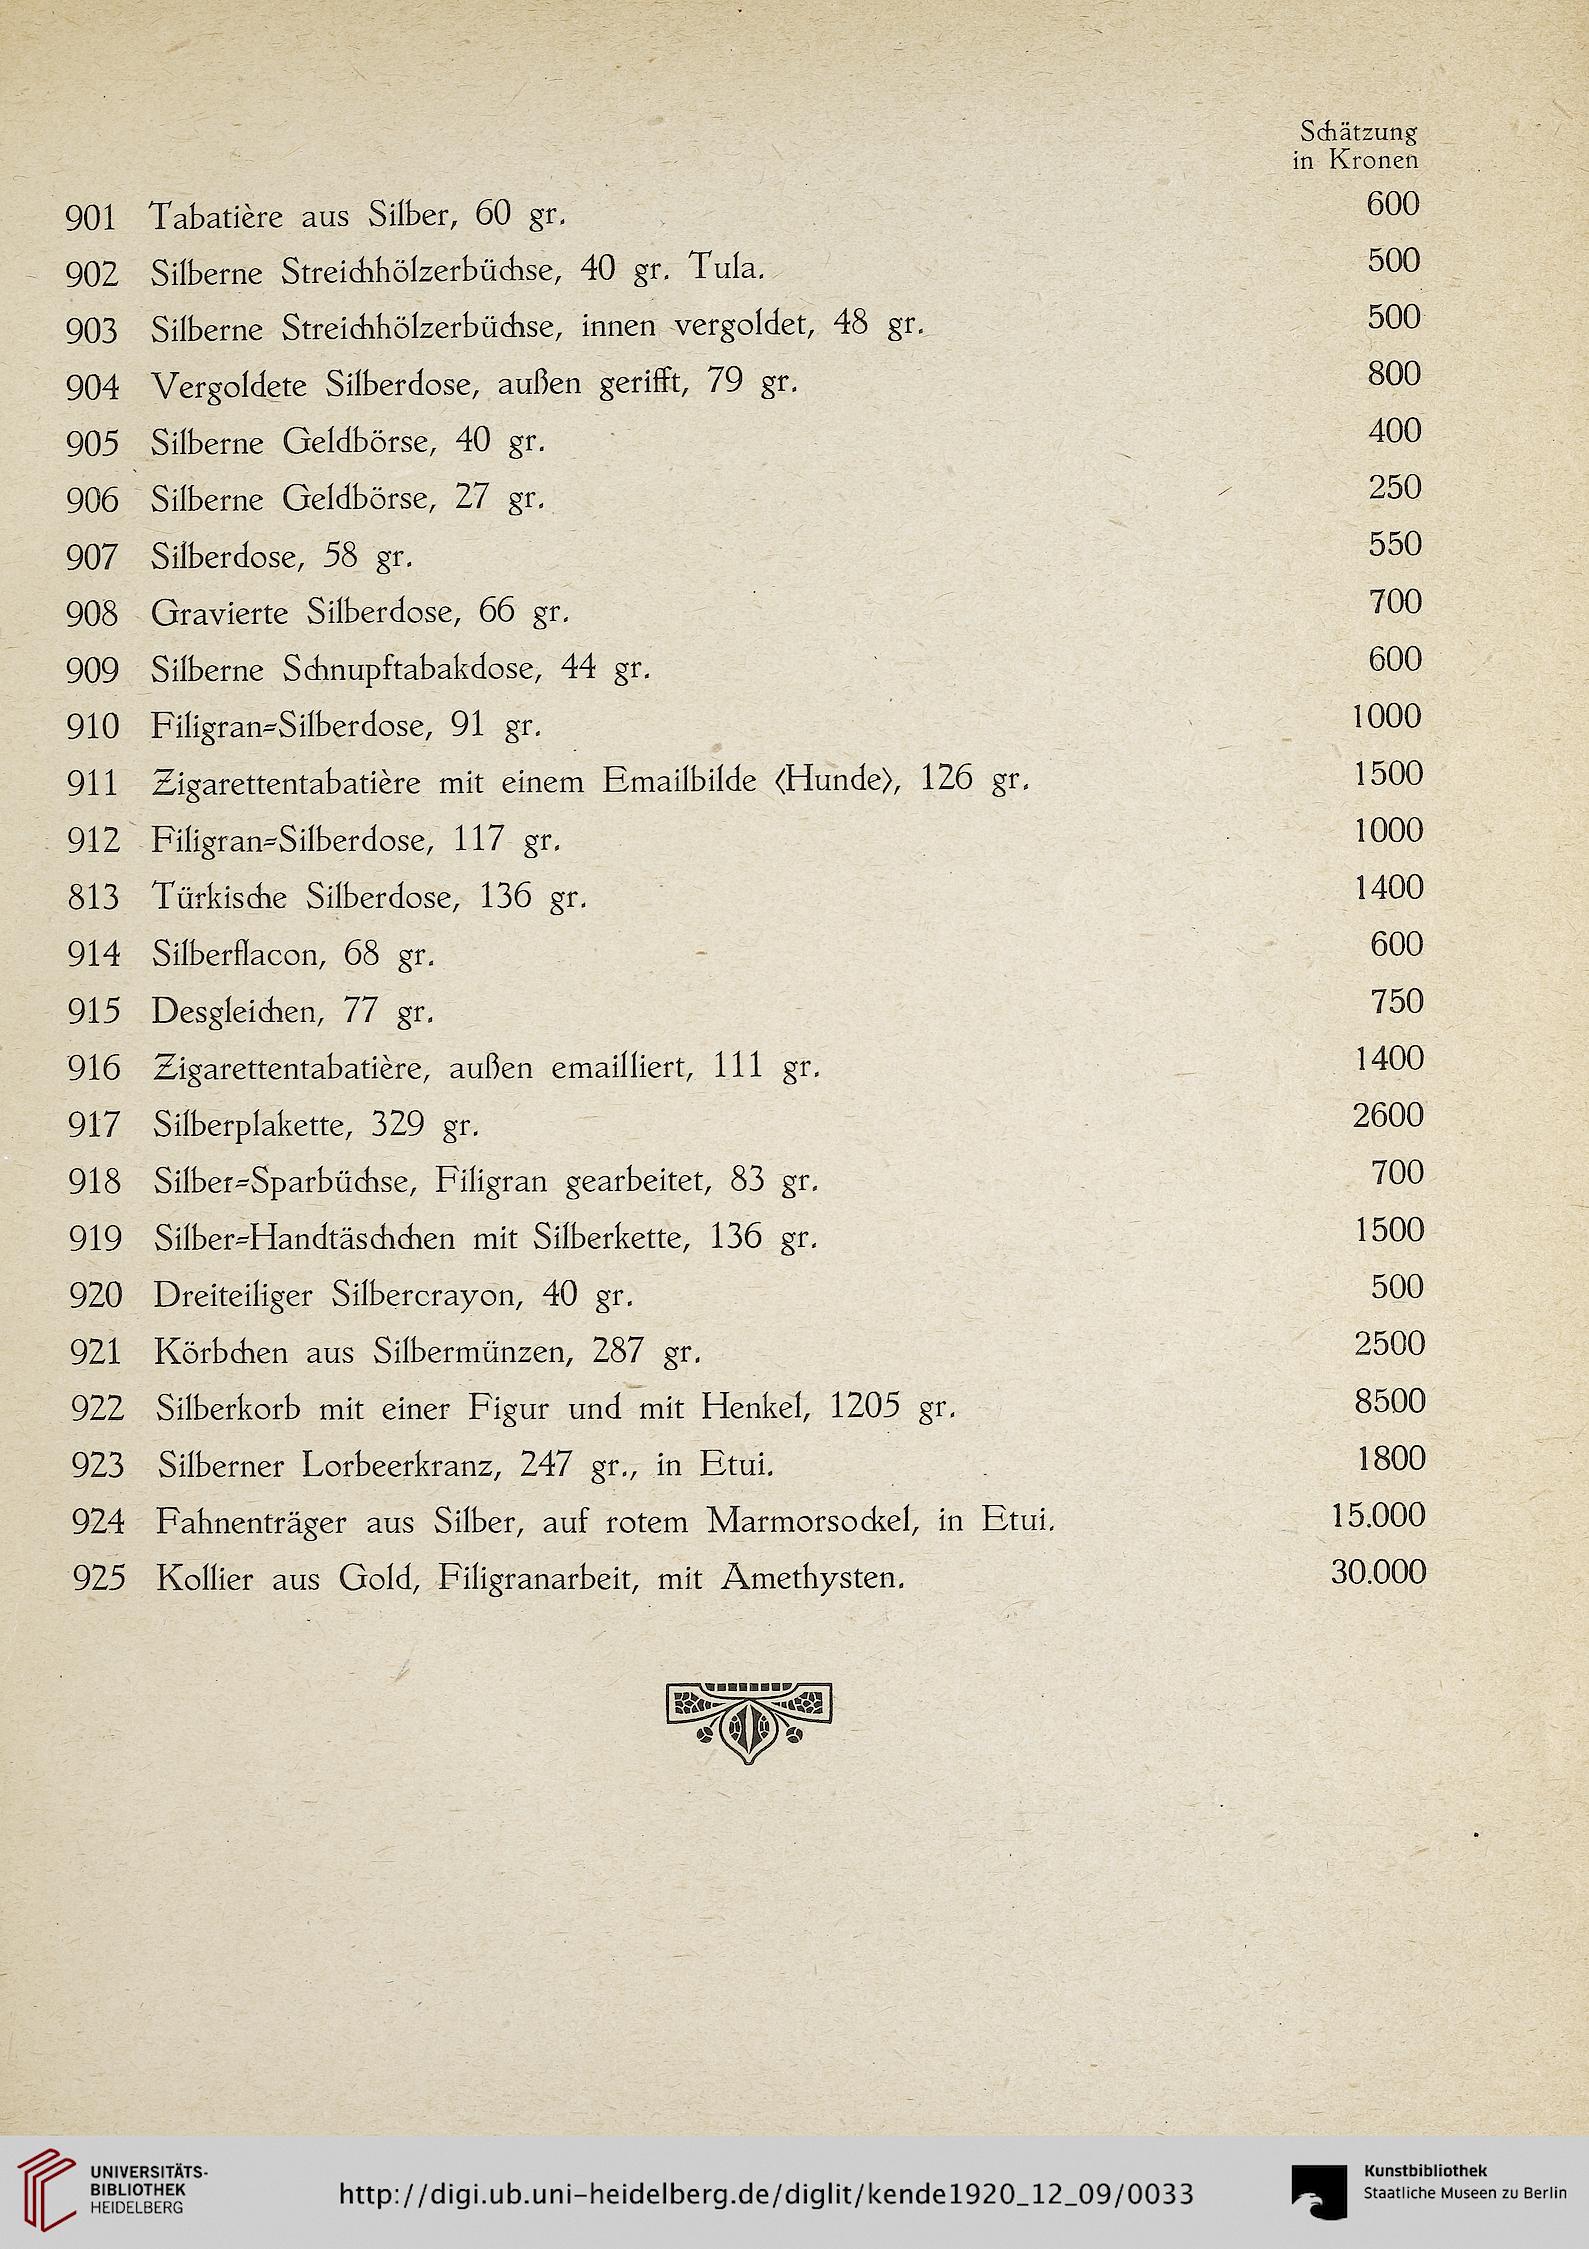 Schätzung
in Kronen
901 Tabatière aus Silber, 60 gr. 600
902 Silberne Streichhölzerbüchse, 40 gr. Tula. 500
903 Silberne Streichhölzerbüchse, innen vergoldet, 48 gr. 500
904 Vergoldete Silberdose, außen gerifft, 79 gr. 800
905 Silberne Geldbörse, 40 gr. 400
906 Silberne Geldbörse, 27 gr. 250
907 Silberdose, 58 gr. 550
908 Gravierte Silberdose, 66 gr. 700
909 Silberne Schnupftabakdose, 44 gr. 600
910 Filigran=Silberdose, 91 gr. 1000
911 Zigarettentabatière mit einem Emailbilde ‹Hunde›, 126 gr. 1500
912 Filigran=Silberdose, 117 gr. 1000
813 Türkische Silberdose, 136 gr. 1400
914 Silberflacon, 68 gr. 600
915 Desgleichen, 77 gr. 750
916 Zigarettentabatière, außen emailliert, 111 gr. 1400
917 Silberplakette, 329 gr. 2600
918 Silber=Sparbüchse, Filigran gearbeitet, 83 gr. 700
919 Silber=Handtäschchen mit Silberkette, 136 gr. 1500
920 Dreiteiliger Silbercrayon, 40 gr. 500
921 Körbchen aus Silbermünzen, 287 gr. 2500
922 Silberkorb mit einer Figur und mit Henkel, 1205 gr. 8500
923 Silberner Lorbeerkranz, 247 gr., in Etui. 1800
924 Fahnenträger aus Silber, auf rotem Marmorsockel, in Etui. 15.000
925 Kollier aus Gold, Filigranarbeit, mit Amethysten. 30.000
UNIVERSITÄTS-
BIBLIOTHEK
HEIDELBERG
http://digi.ub.uni-heidelberg.de/diglit/kende1920_12_09/0033
Kunstbibliothek
Staatliche Museen zu Berlin